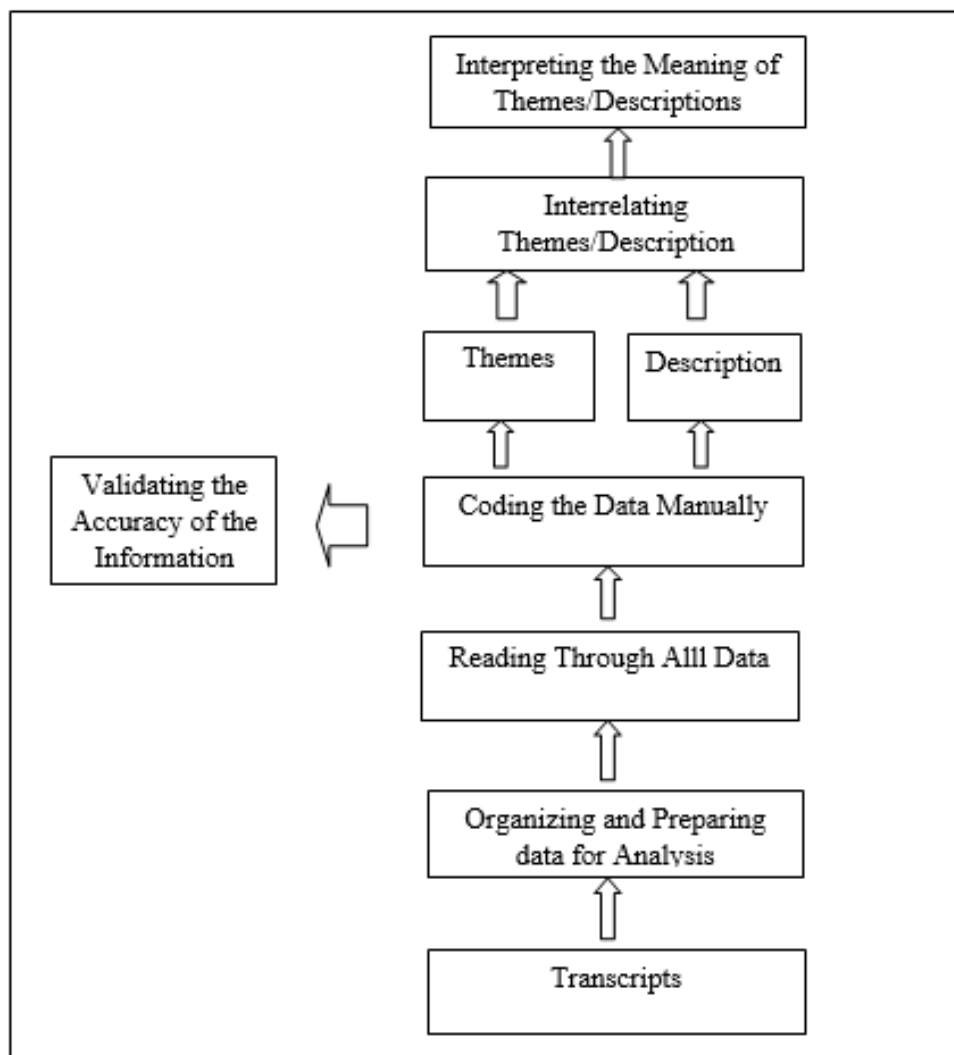 Interpreting the Meaning of
Themes/Descriptions
Interrelating
Themes/Description
Themes
Description
Validating the
Accuracy of the
Information
Coding the Data Manually
Reading Through Alll Data
Organizing and Preparing
data for Analysis
Transcripts